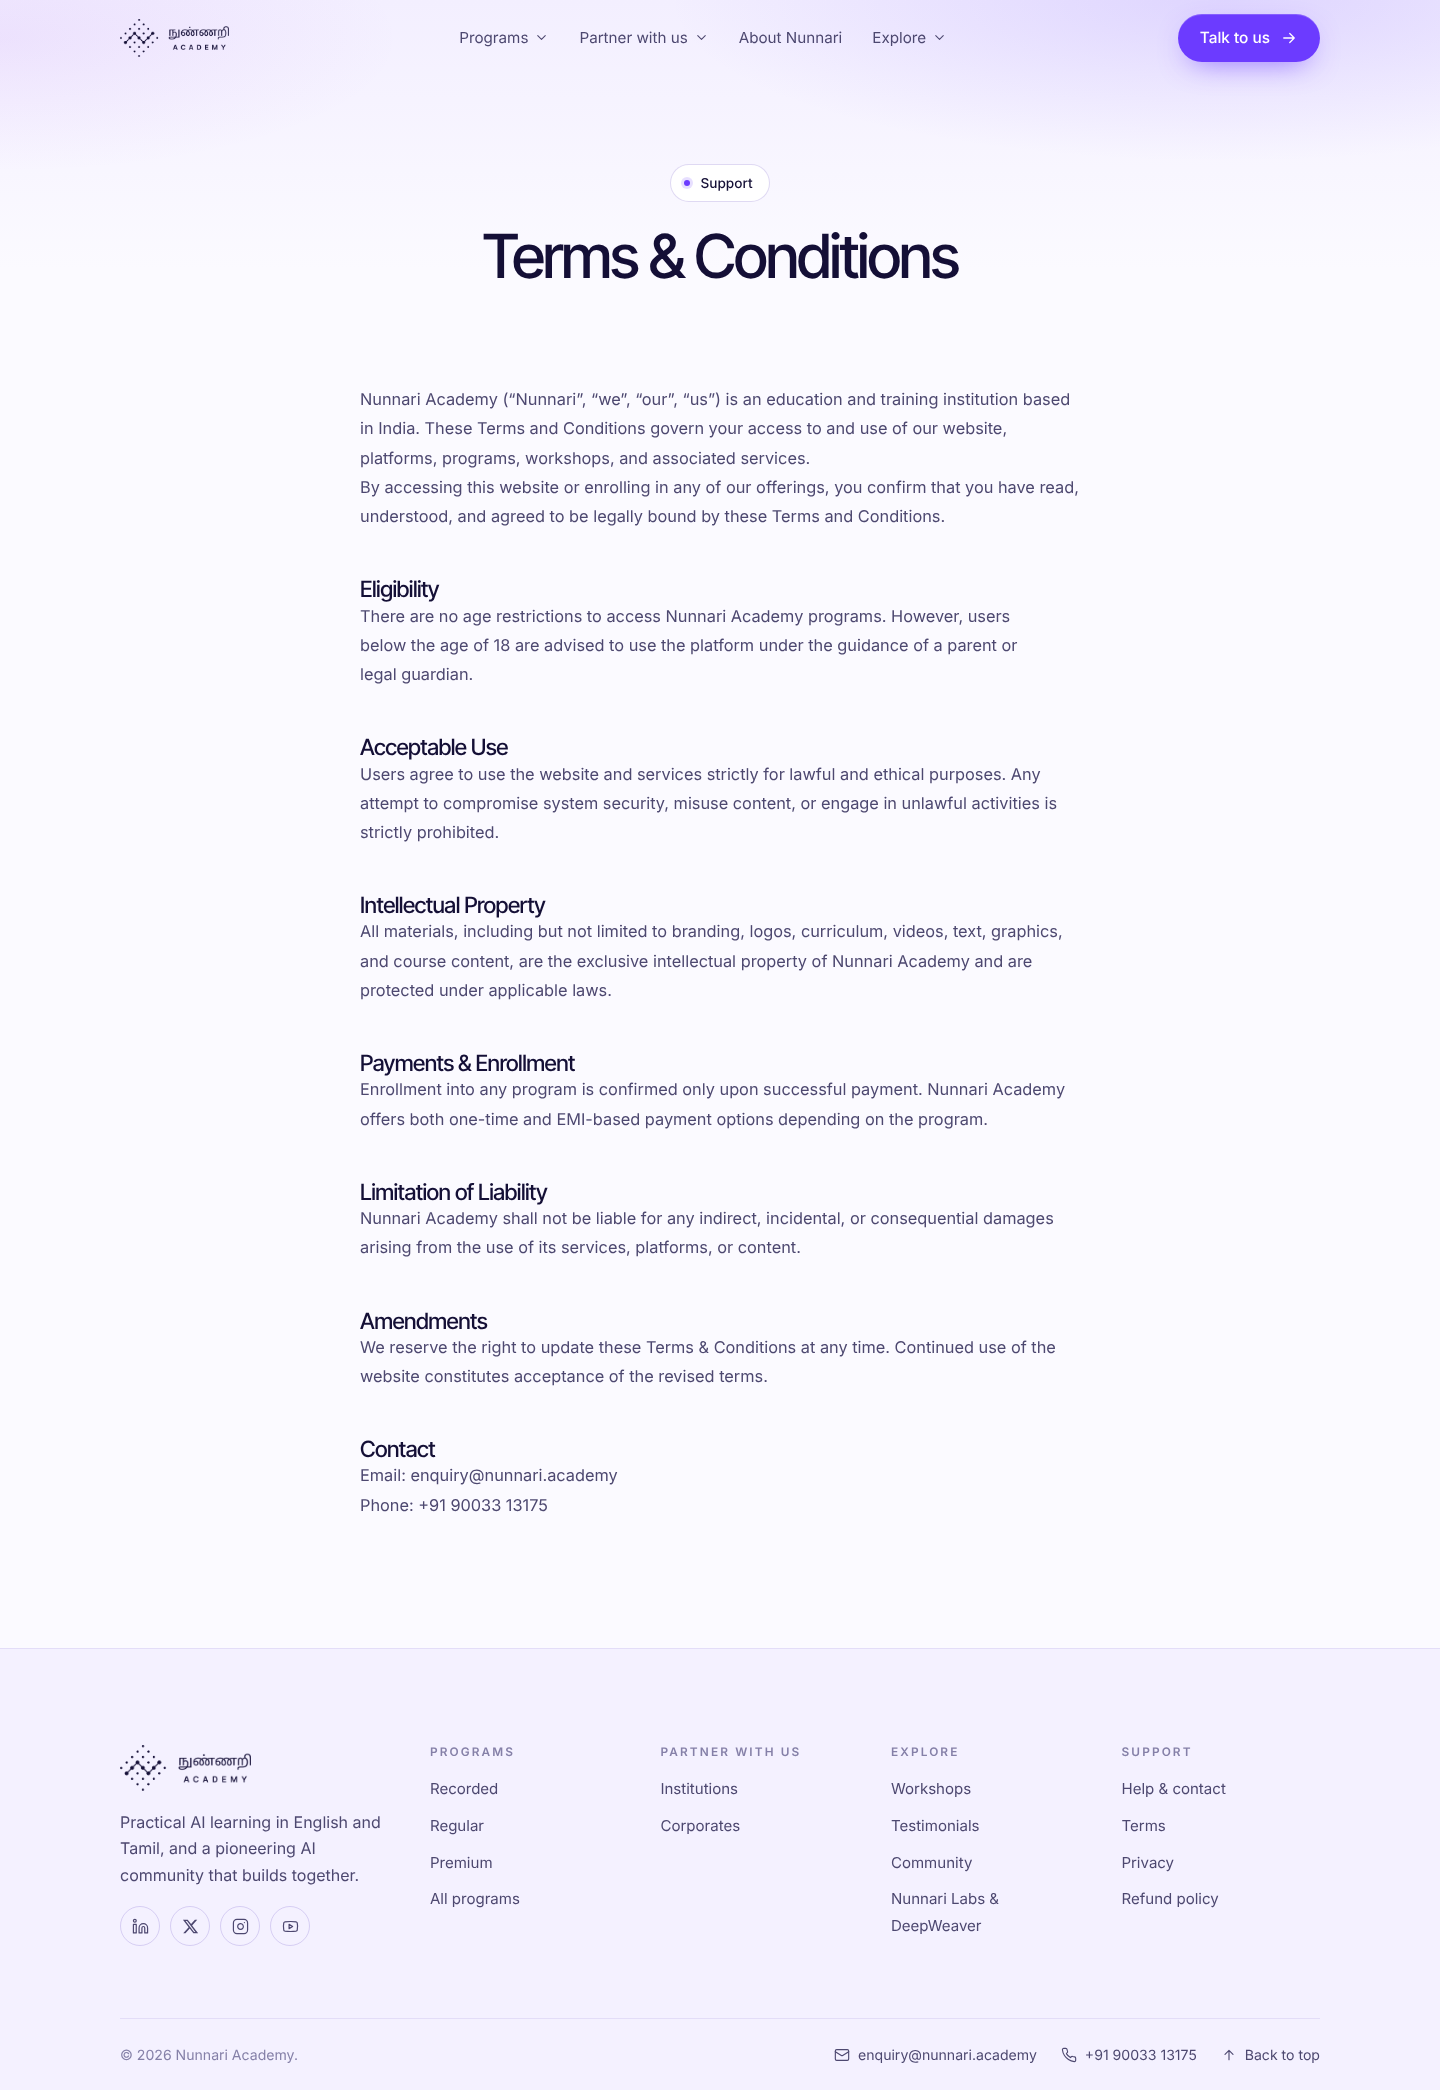 நுண்ணறி
ACADEMY
Programs
Partner with us
About Nunnari
Explore
Talk to us →
Support
Terms & Conditions
Nunnari Academy (“Nunnari”, “we”, “our”, “us”) is an education and training institution based
in India. These Terms and Conditions govern your access to and use of our website,
platforms, programs, workshops, and associated services.
By accessing this website or enrolling in any of our offerings, you confirm that you have read,
understood, and agreed to be legally bound by these Terms and Conditions.
Eligibility
There are no age restrictions to access Nunnari Academy programs. However, users
below the age of 18 are advised to use the platform under the guidance of a parent or
legal guardian.
Acceptable Use
Users agree to use the website and services strictly for lawful and ethical purposes. Any
attempt to compromise system security, misuse content, or engage in unlawful activities is
strictly prohibited.
Intellectual Property
All materials, including but not limited to branding, logos, curriculum, videos, text, graphics,
and course content, are the exclusive intellectual property of Nunnari Academy and are
protected under applicable laws.
Payments & Enrollment
Enrollment into any program is confirmed only upon successful payment. Nunnari Academy
offers both one-time and EMI-based payment options depending on the program.
Limitation of Liability
Nunnari Academy shall not be liable for any indirect, incidental, or consequential damages
arising from the use of its services, platforms, or content.
Amendments
We reserve the right to update these Terms & Conditions at any time. Continued use of the
website constitutes acceptance of the revised terms.
Contact
Email: enquiry@nunnari.academy
Phone: +91 90033 13175
நுண்ணறி
ACADEMY
Practical AI learning in English and
Tamil, and a pioneering AI
community that builds together.
PROGRAMS
Recorded
Regular
Premium
All programs
PARTNER WITH US
Institutions
Corporates
EXPLORE
Workshops
Testimonials
Community
Nunnari Labs &
DeepWeaver
SUPPORT
Help & contact
Terms
Privacy
Refund policy
© 2026 Nunnari Academy.
enquiry@nunnari.academy
+91 90033 13175
↑ Back to top